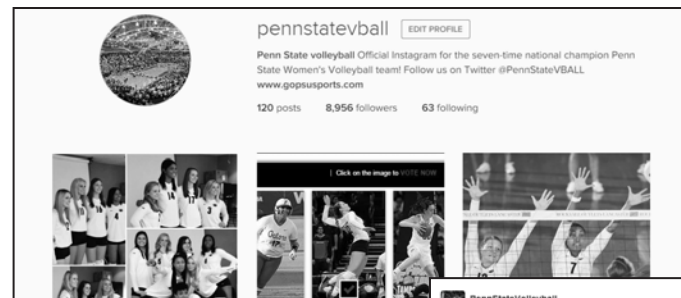 pennstatevball EDIT PROFILE
Penn State volleyball Official Instagram for the seven-time national champion Penn
State Women's Volleyball team! Follow us on Twitter @PennStateVBALL
www.gopsusports.com
120 posts 8,956 followers 63 following
Click on the image to VOTE NOW
PennStateVolleyball